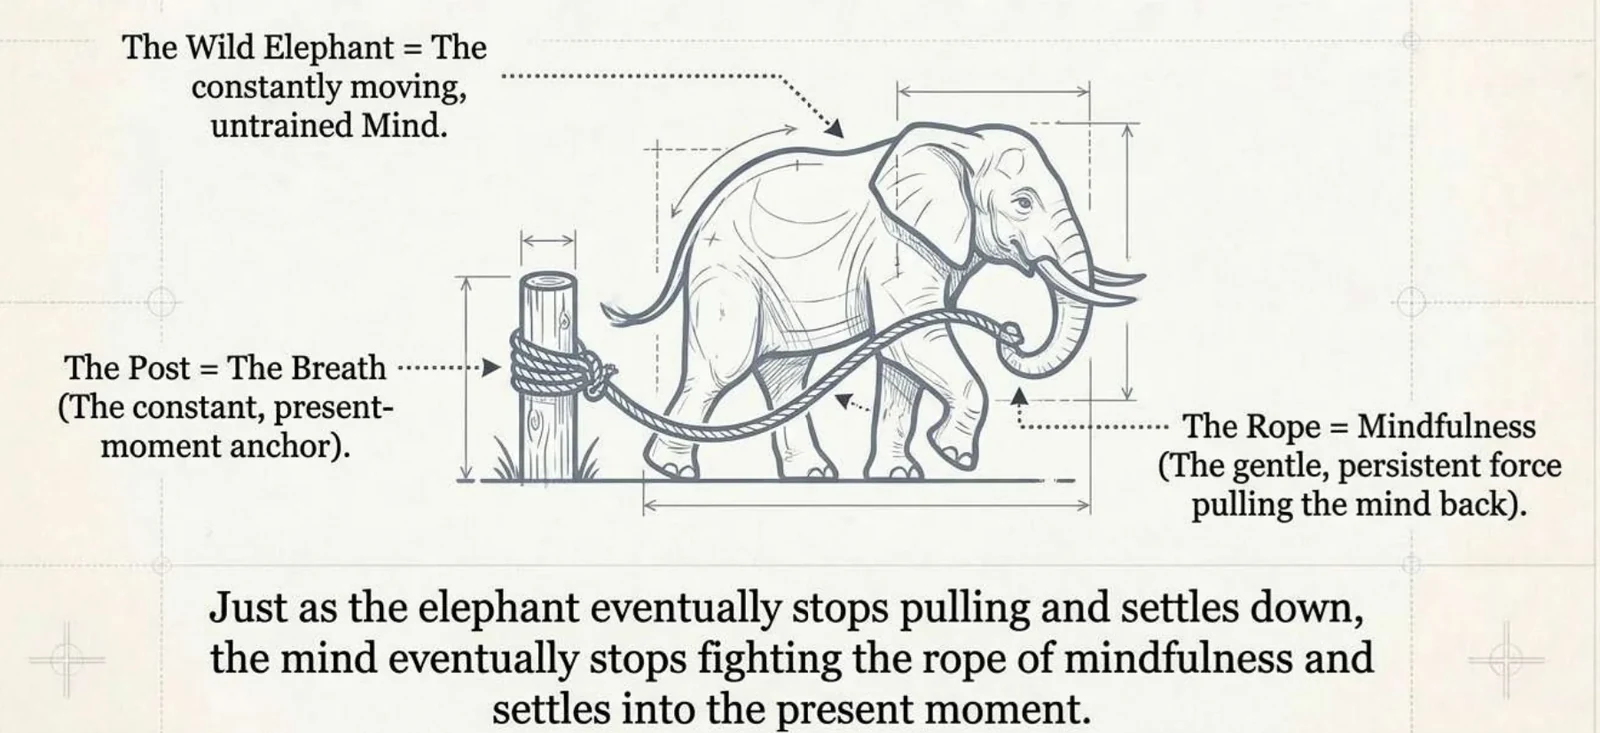 The Wild Elephant = The
constantly moving,
untrained Mind.
The Post = The Breath
(The constant, present-
moment anchor).
The Rope = Mindfulness
(The gentle, persistent force
pulling the mind back).
Just as the elephant eventually stops pulling and settles down,
the mind eventually stops fighting the rope of mindfulness and
settles into the present moment.